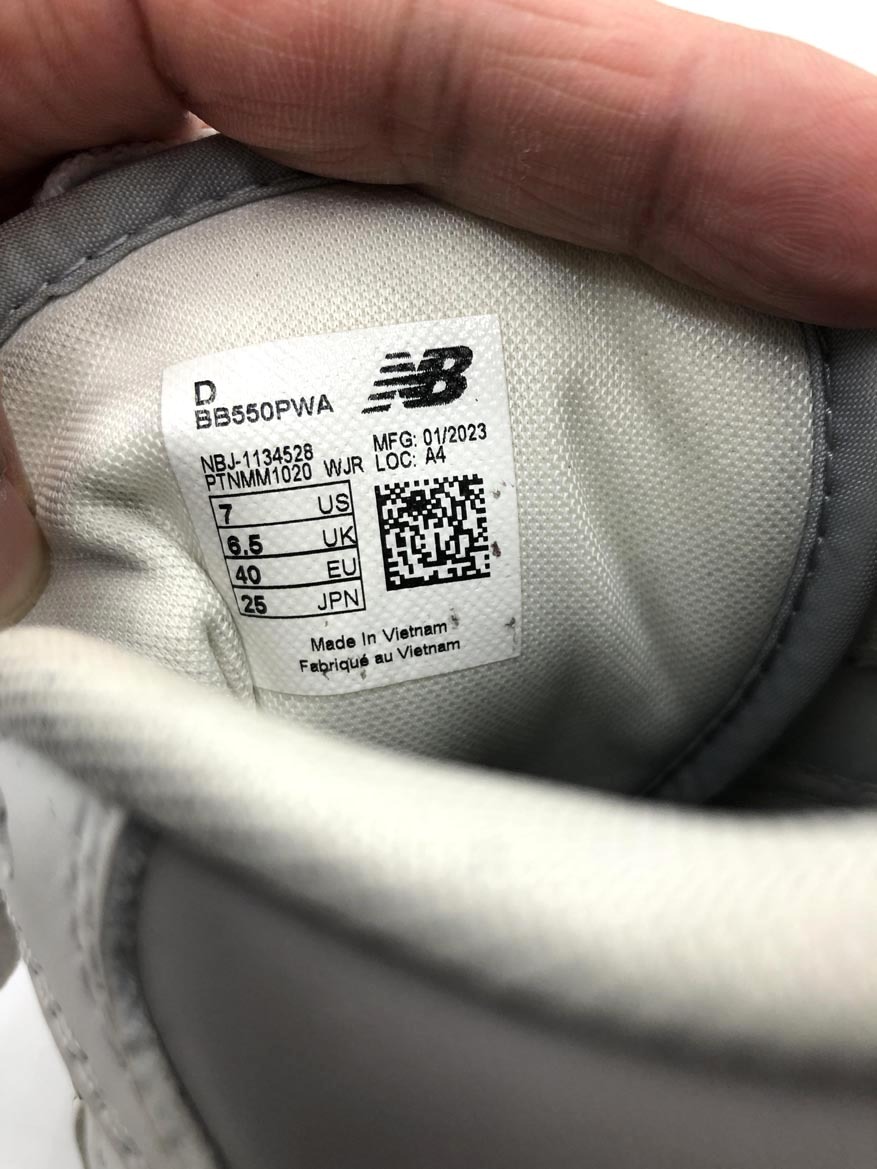 D
BB550PWA
NB
NBJ-1134528
PTNMM1020 WJR
MFG: 01/2023
LOC: A4
7 US
6.5 UK
40 EU
25 JPN
Made In Vietnam
Fabriqué au Vietnam